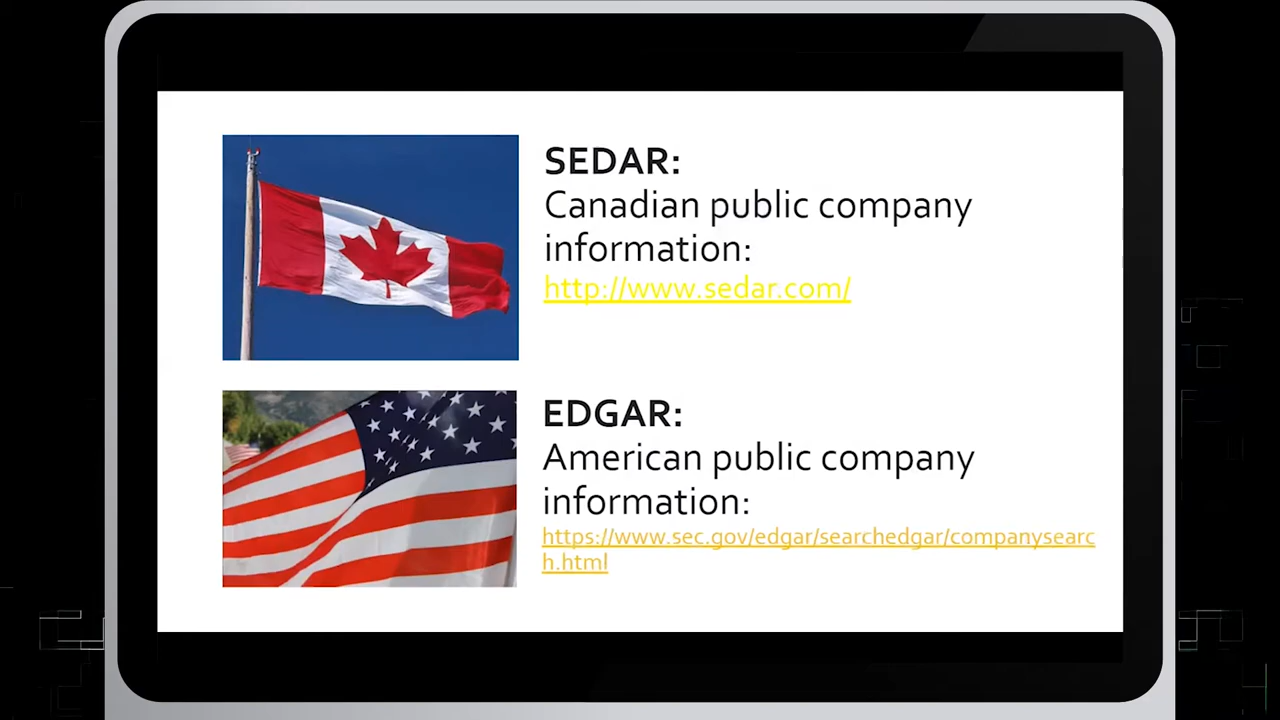 SEDAR:
Canadian public company
information:
http://www.sedar.com/
EDGAR:
American public company
information:
https://www.sec.gov/edgar/searchedgar/companysearc
h.html